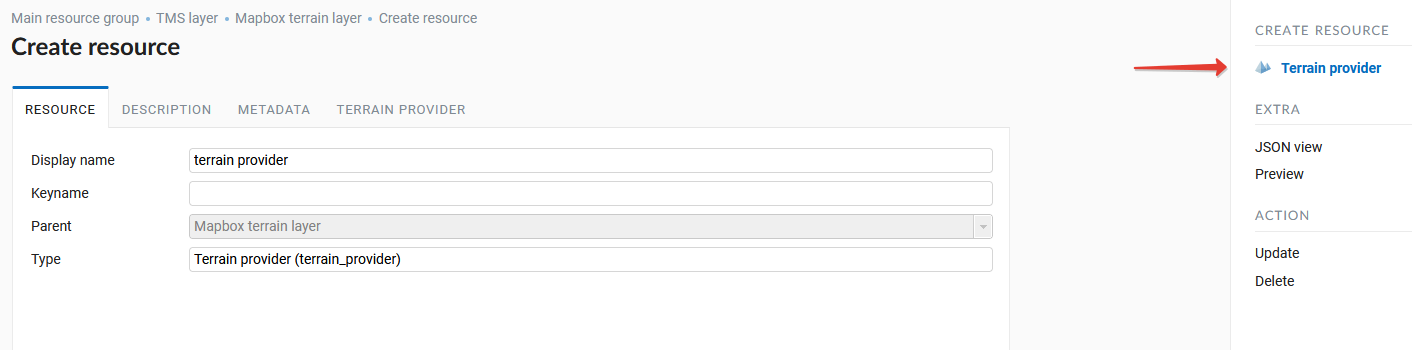 Main resource group • TMS layer • Mapbox terrain layer • Create resource
Create resource
RESOURCE DESCRIPTION METADATA TERRAIN PROVIDER
Display name terrain provider
Keyname
Parent Mapbox terrain layer
Type Terrain provider (terrain_provider)
CREATE RESOURCE
Terrain provider
EXTRA
JSON view
Preview
ACTION
Update
Delete